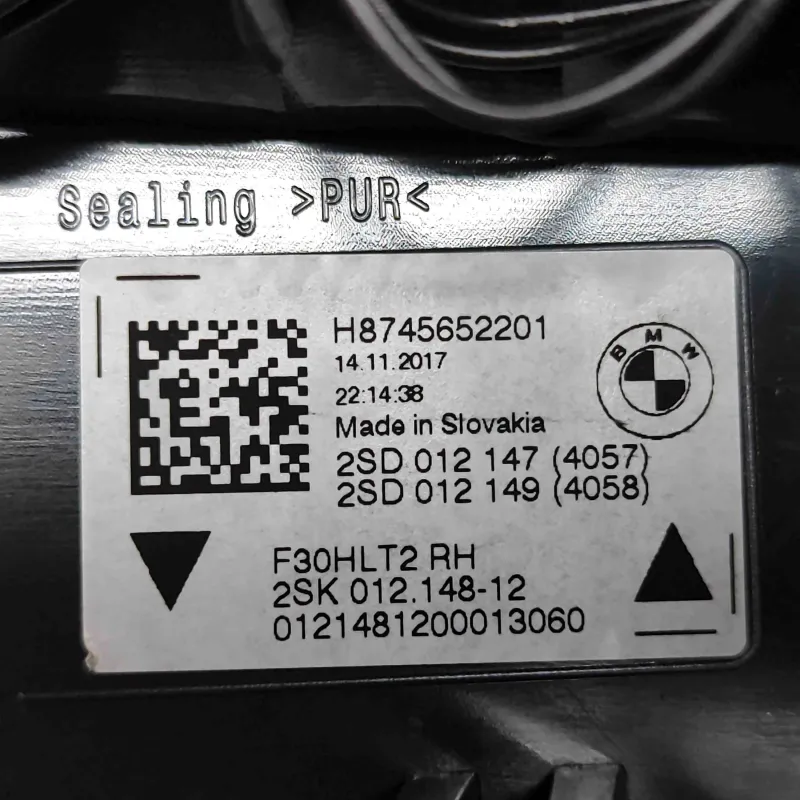 Sealing >PUR<
H8745652201
14.11.2017
22:14:38
Made in Slovakia
BMW
2SD 012 147 (4057)
2SD 012 149 (4058)
F30HLT2 RH
2SK 012.148-12
0121481200013060